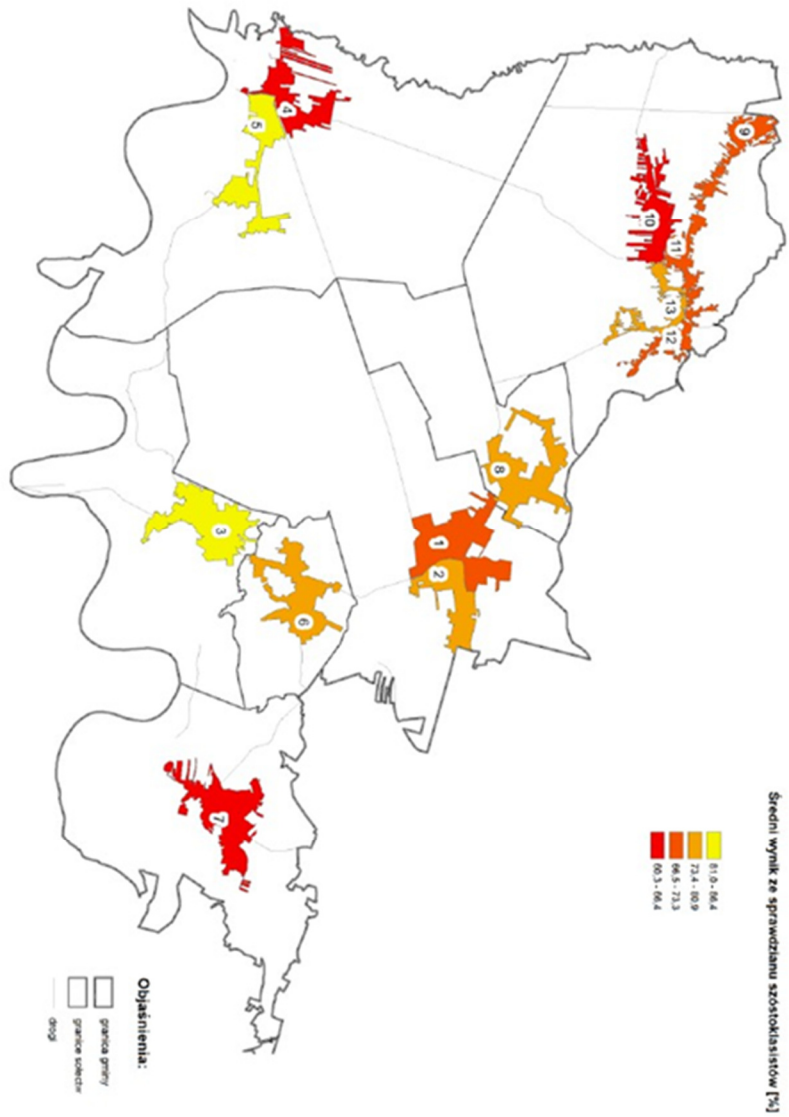 Średni wynik ze sprawdzianu szóstoklasistów [%]
81.0 - 86.4
73.4 - 80.9
66.5 - 73.3
60.3 - 66.4
Objaśnienia:
granica gminy
granice sołectw
drogi
9
10
11
13
12
4
5
8
1
2
3
6
7